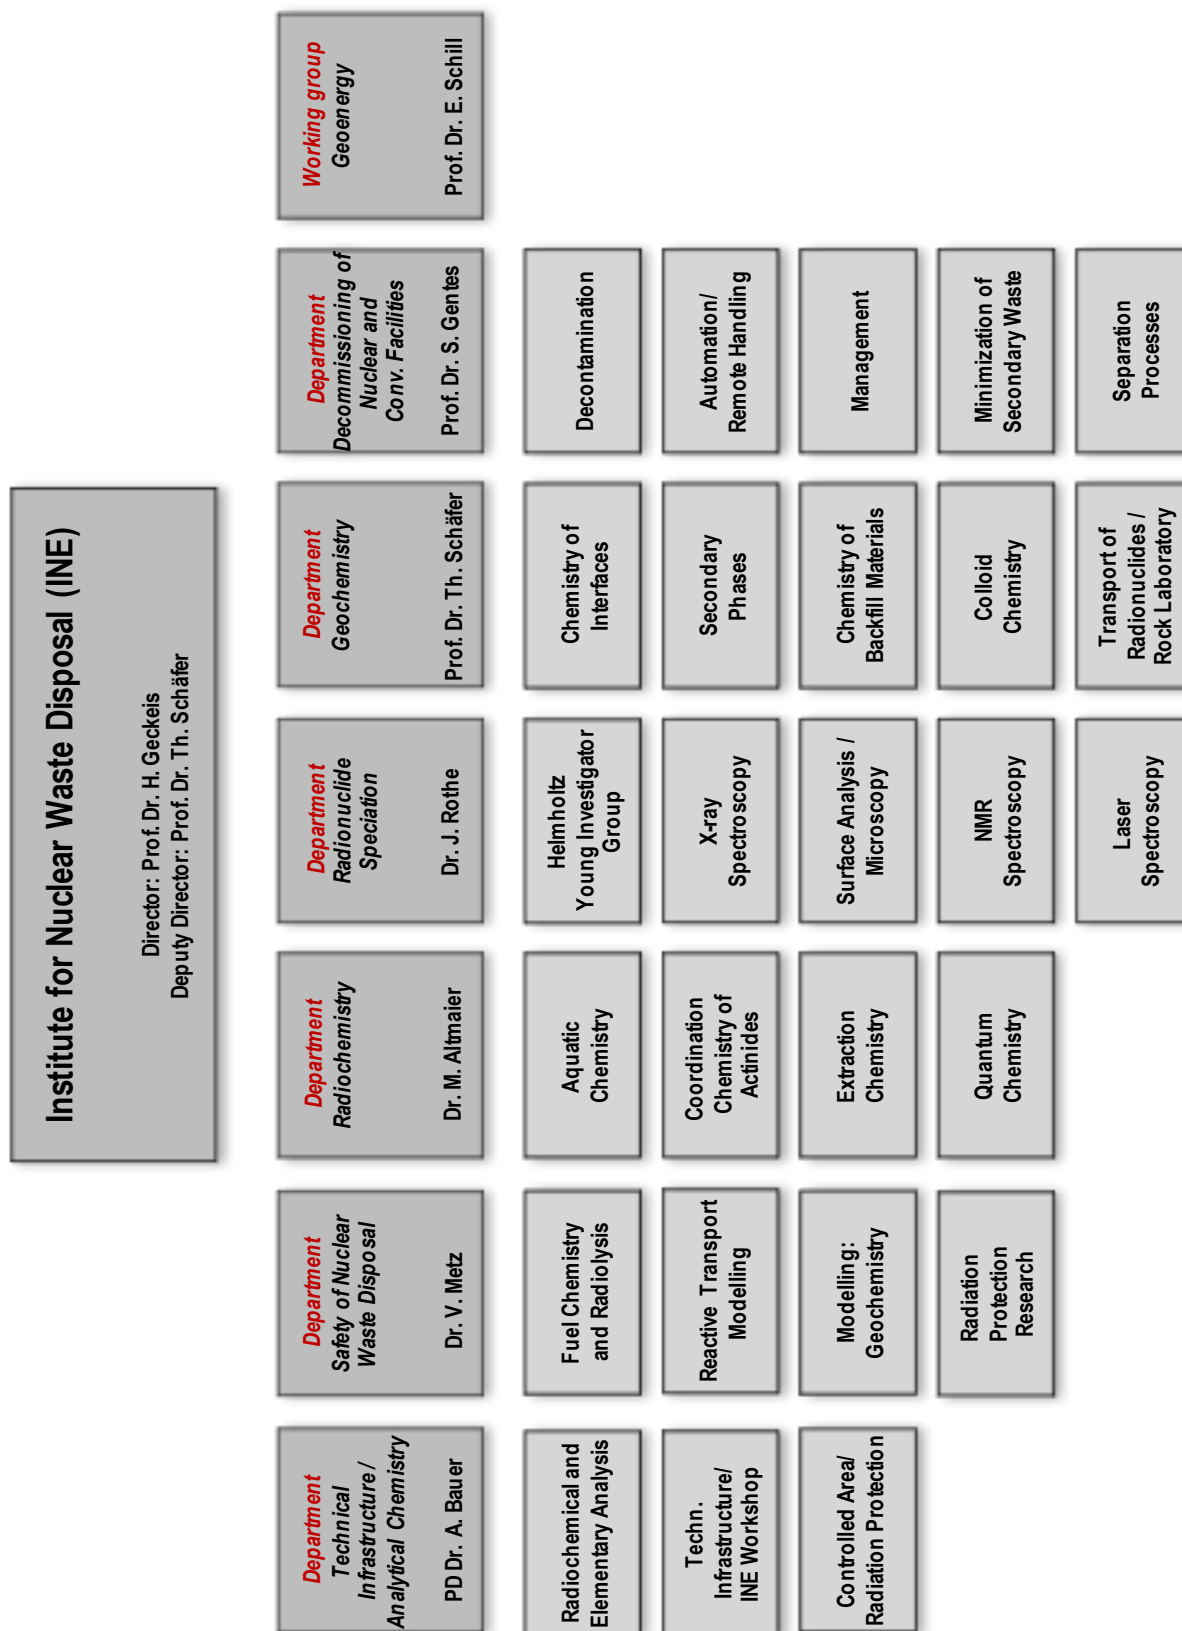 Institute for Nuclear Waste Disposal (INE)
Director: Prof. Dr. H. Geckeis
Deputy Director: Prof. Dr. Th. Schäfer
Department
Technical
Infrastructure /
Analytical Chemistry
PD Dr. A. Bauer
Radiochemical and
Elementary Analysis
Techn.
Infrastructure/
INE Workshop
Controlled Area/
Radiation Protection
Department
Safety of Nuclear
Waste Disposal
Dr. V. Metz
Fuel Chemistry
and Radiolysis
Reactive Transport
Modelling
Modelling:
Geochemistry
Radiation
Protection
Research
Department
Radiochemistry
Dr. M. Altmaier
Aquatic
Chemistry
Coordination
Chemistry of
Actinides
Extraction
Chemistry
Quantum
Chemistry
Department
Radionuclide
Speciation
Dr. J. Rothe
Helmholtz
Young Investigator
Group
X-ray
Spectroscopy
Surface Analysis /
Microscopy
NMR
Spectroscopy
Laser
Spectroscopy
Department
Geochemistry
Prof. Dr. Th. Schäfer
Chemistry of
Interfaces
Secondary
Phases
Chemistry of
Backfill Materials
Colloid
Chemistry
Transport of
Radionuclides /
Rock Laboratory
Department
Decommissioning of
Nuclear and
Conv. Facilities
Prof. Dr. S. Gentes
Decontamination
Automation/
Remote Handling
Management
Minimization of
Secondary Waste
Separation
Processes
Working group
Geoenergy
Prof. Dr. E. Schill